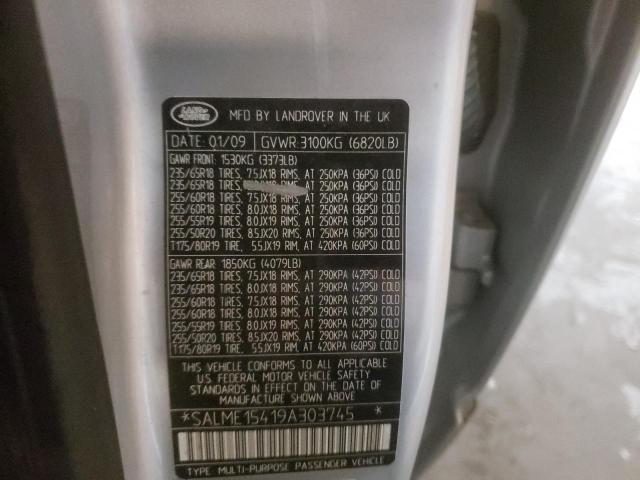 LAND ROVER
MFD BY LANDROVER IN THE UK
DATE: 01/09 GVWR 3100KG (6820LB)
GAWR FRONT: 1530KG (3373LB)
235/65R18 TIRES, 7.5JX18 RIMS, AT 250KPA (36PSI) COLD
235/65R18 TIRES, RIMS, AT 250KPA (36PSI) COLD
255/60R18 TIRES, 7.5JX18 RIMS, AT 250KPA (36PSI) COLD
255/60R18 TIRES, 8.0JX18 RIMS, AT 250KPA (36PSI) COLD
255/55R19 TIRES, 8.0JX19 RIMS, AT 250KPA (36PSI) COLD
255/50R20 TIRES, 8.5JX20 RIMS, AT 250KPA (36PSI) COLD
T175/80R19 TIRE, 5.5JX19 RIM, AT 420KPA (60PSI) COLD
GAWR REAR: 1850KG (4079LB)
235/65R18 TIRES, 7.5JX18 RIMS, AT 290KPA (42PSI) COLD
235/65R18 TIRES, 8.0JX18 RIMS, AT 290KPA (42PSI) COLD
255/60R18 TIRES, 7.5JX18 RIMS, AT 290KPA (42PSI) COLD
255/60R18 TIRES, 8.0JX18 RIMS, AT 290KPA (42PSI) COLD
255/55R19 TIRES, 8.0JX19 RIMS, AT 290KPA (42PSI) COLD
255/50R20 TIRES, 8.5JX20 RIMS, AT 290KPA (42PSI) COLD
T175/80R19 TIRE, 5.5JX19 RIM, AT 420KPA (60PSI) COLD
THIS VEHICLE CONFORMS TO ALL APPLICABLE
U.S. FEDERAL MOTOR VEHICLE SAFETY
STANDARDS IN EFFECT ON THE DATE OF
MANUFACTURE SHOWN ABOVE.
*SALME15419A303745 *
TYPE: MULTI-PURPOSE PASSENGER VEHICLE